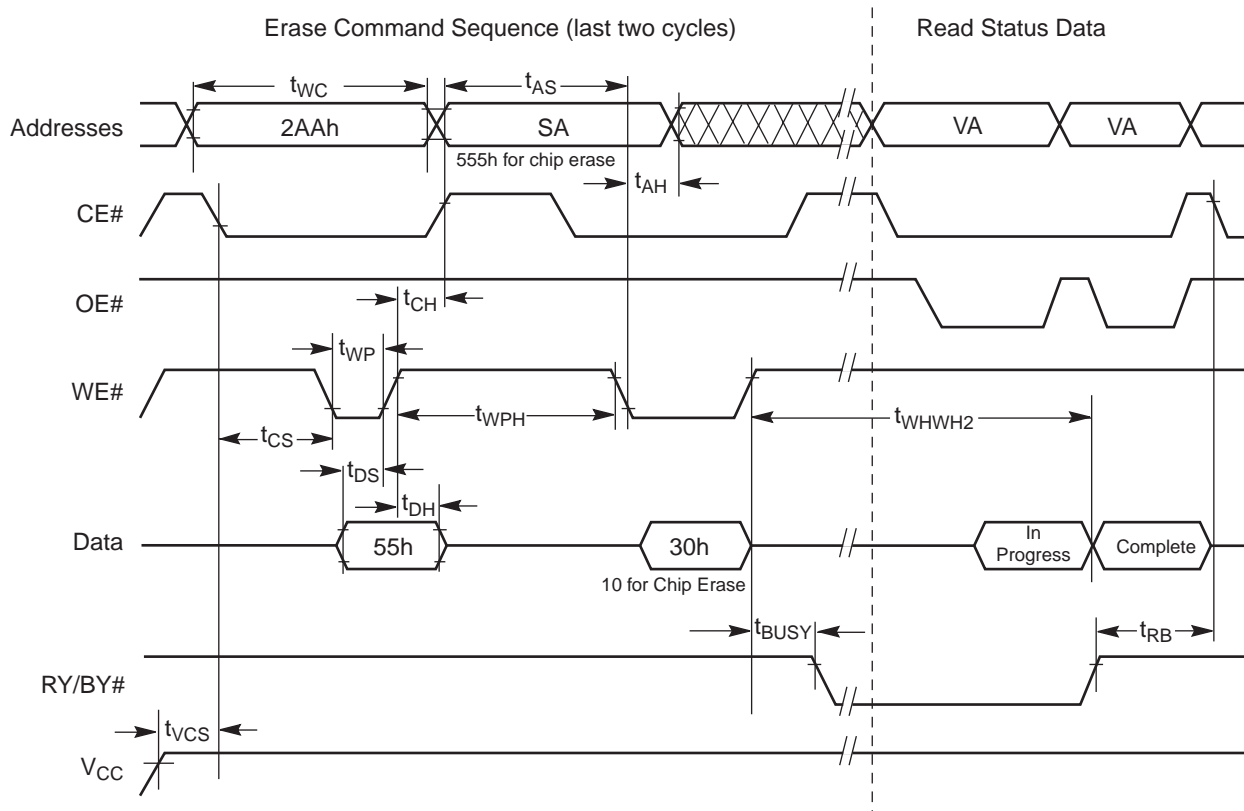 Erase Command Sequence (last two cycles)
Read Status Data
tWC
tAS
Addresses
2AAh
SA
VA
VA
555h for chip erase
tAH
CE#
OE#
tCH
tWP
WE#
tWPH
tWHWH2
tCS
tDS
tDH
Data
55h
30h
In
Progress
Complete
10 for Chip Erase
tBUSY
tRB
RY/BY#
tVCS
VCC